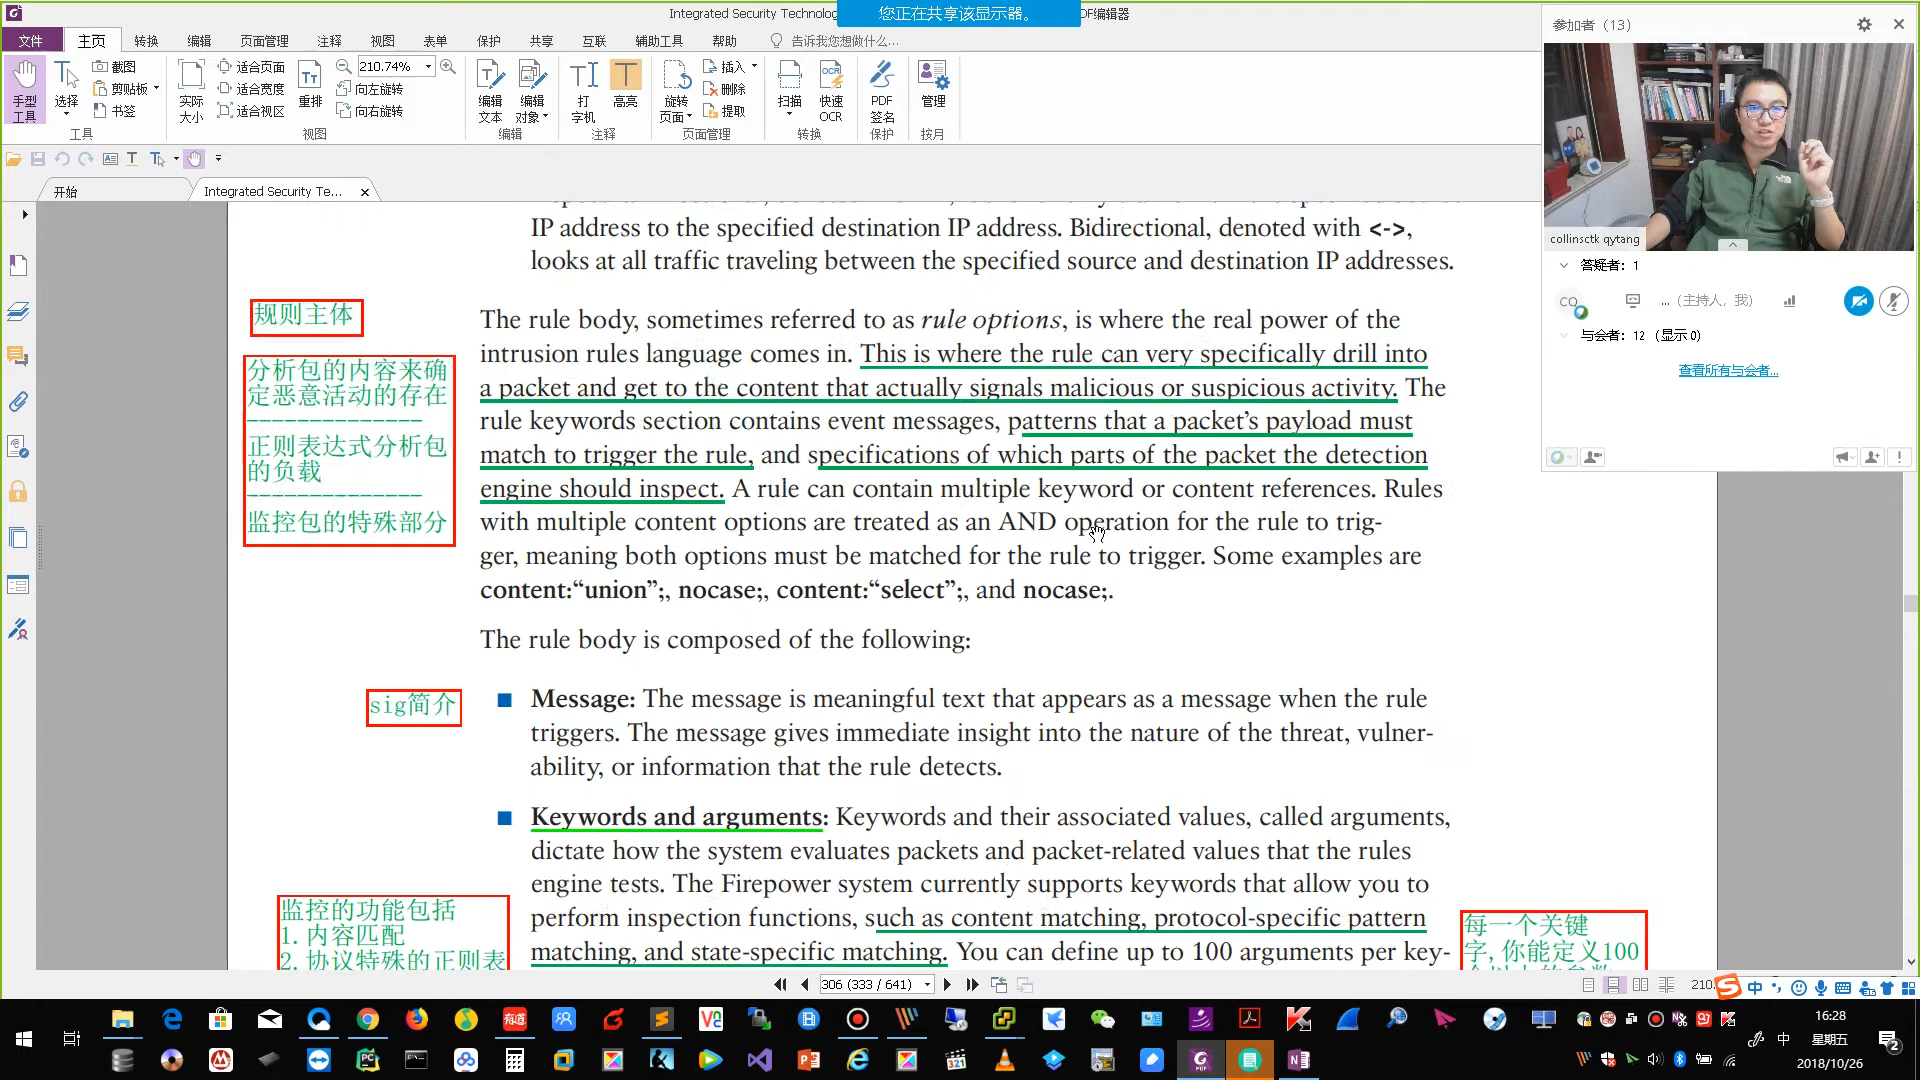 Integrated Security Technolog
您正在共享该显示器。
DF编辑器
文件
主页
转换
编辑
页面管理
注释
视图
表单
保护
共享
互联
辅助工具
帮助
告诉我您想做什么...
手型
工具
选择
截图
剪贴板
书签
工具
实际
大小
适合页面
适合宽度
适合视区
重排
210.74%
向左旋转
向右旋转
视图
编辑
文本
编辑
对象
编辑
打
字机
高亮
注释
旋转
页面
插入
删除
提取
页面管理
扫描
快速
OCR
转换
PDF
签名
保护
管理
按月
开始
Integrated Security Te...
IP address to the specified destination IP address. Bidirectional, denoted with <->,
looks at all traffic traveling between the specified source and destination IP addresses.
规则主体
The rule body, sometimes referred to as rule options, is where the real power of the
intrusion rules language comes in. This is where the rule can very specifically drill into
a packet and get to the content that actually signals malicious or suspicious activity. The
rule keywords section contains event messages, patterns that a packet's payload must
match to trigger the rule, and specifications of which parts of the packet the detection
engine should inspect. A rule can contain multiple keyword or content references. Rules
with multiple content options are treated as an AND operation for the rule to trig-
ger, meaning both options must be matched for the rule to trigger. Some examples are
content:“union”;, nocase;, content:“select”;, and nocase;.
分析包的内容来确
定恶意活动的存在
--------------
正则表达式分析包
的负载
--------------
监控包的特殊部分
The rule body is composed of the following:
sig简介
■ Message: The message is meaningful text that appears as a message when the rule
triggers. The message gives immediate insight into the nature of the threat, vulner-
ability, or information that the rule detects.
■ Keywords and arguments: Keywords and their associated values, called arguments,
dictate how the system evaluates packets and packet-related values that the rules
engine tests. The Firepower system currently supports keywords that allow you to
perform inspection functions, such as content matching, protocol-specific pattern
matching, and state-specific matching. You can define up to 100 arguments per key-
监控的功能包括
1.内容匹配
2.协议特殊的正则表
每一个关键
字,你能定义100
参加者 (13)
collinsctk qytang
答疑者: 1
CQ
... (主持人, 我)
与会者: 12 (显示 0)
查看所有与会者...
306 (333 / 641)
210.
中
16:28
星期五
2018/10/26
中
2